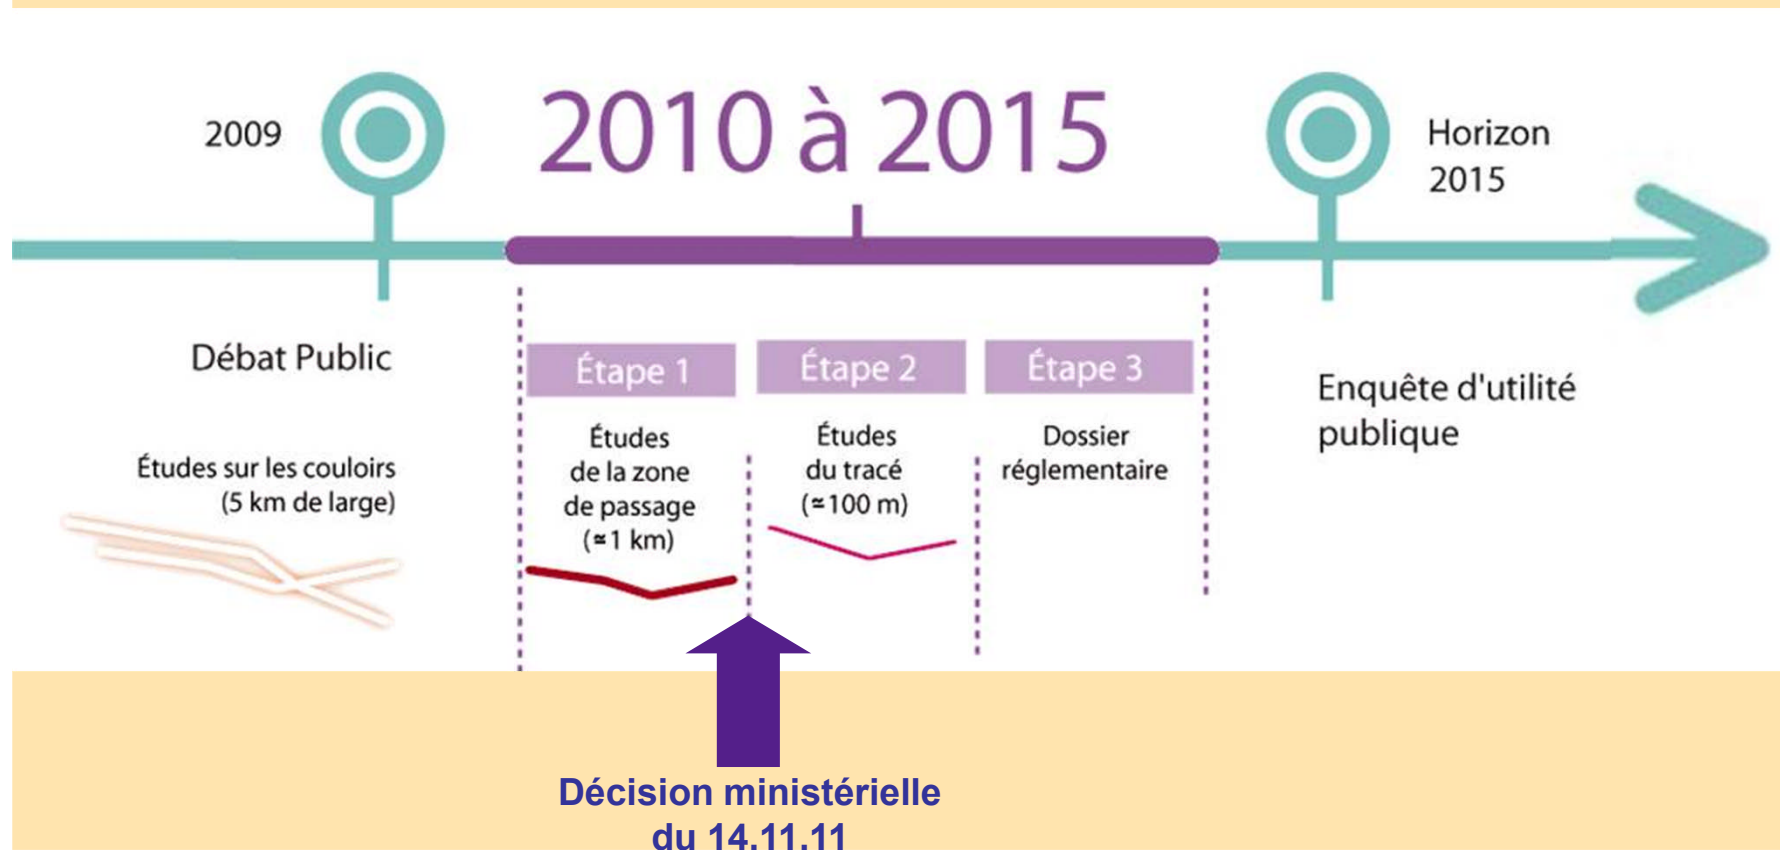 2009
2010 à 2015
Horizon
2015
Débat Public
Études sur les couloirs
(5 km de large)
Étape 1
Études
de la zone
de passage
(≃1 km)
Étape 2
Études
du tracé
(≃100 m)
Étape 3
Dossier
réglementaire
Enquête d'utilité
publique
Décision ministérielle
du 14.11.11